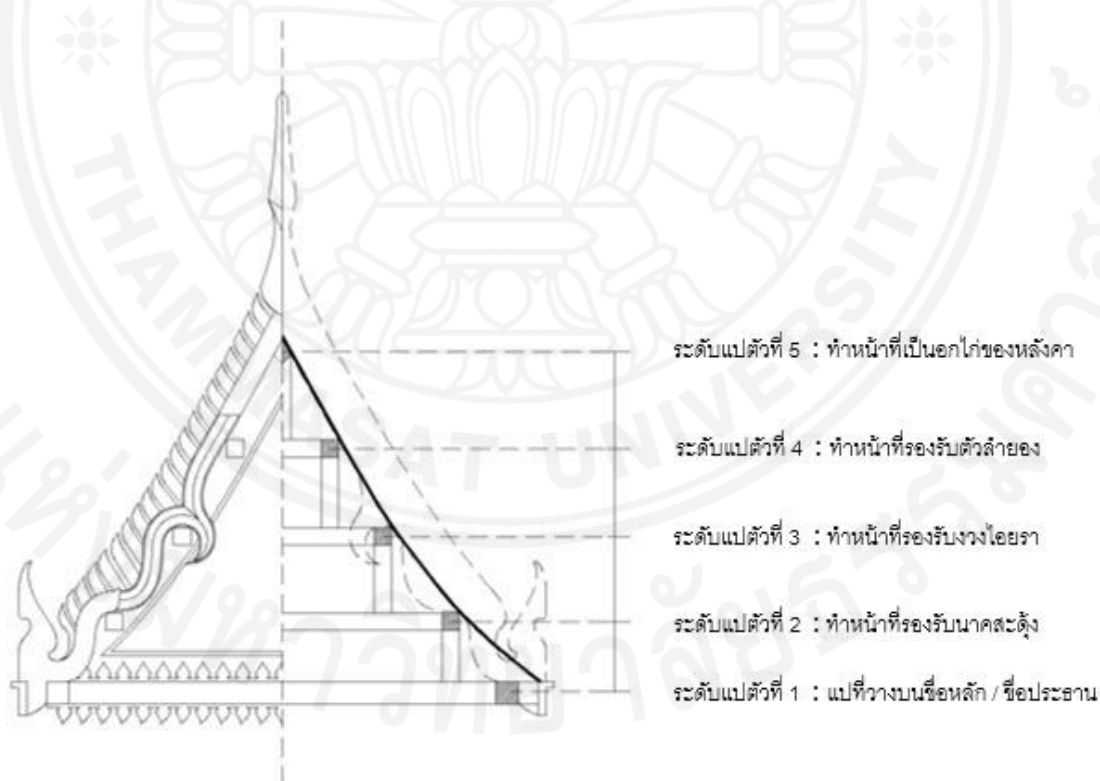 ระดับแปตัวที่ 5 : ทำหน้าที่เป็นอกไก่ของหลังคา
ระดับแปตัวที่ 4 : ทำหน้าที่รองรับตัวลำยอง
ระดับแปตัวที่ 3 : ทำหน้าที่รองรับงวงไอยรา
ระดับแปตัวที่ 2 : ทำหน้าที่รองรับนาคสะดุ้ง
ระดับแปตัวที่ 1 : แปที่วางบนขื่อหลัก / ขื่อประธาน
THAMMASAT UNIVERSITY